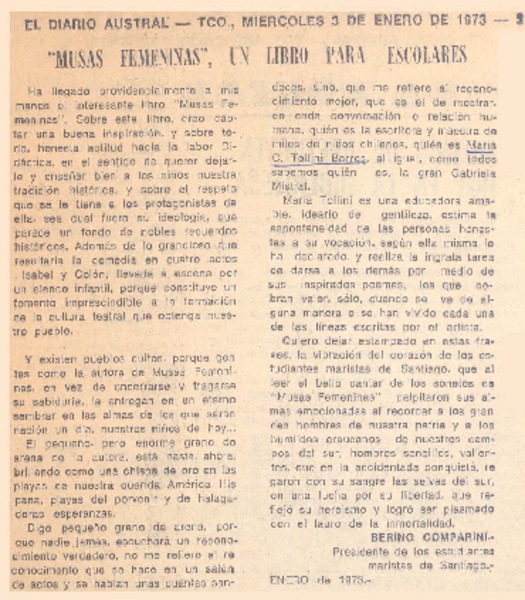 EL DIARIO AUSTRAL — TCO., MIERCOLES 3 DE ENERO DE 1973 — 
"MUSAS FEMENINAS", UN LIBRO PARA ESCOLARES
Ha llegado providencialmente a mis
manos el interesante libro "Musas Fe-
meninas". Sobre este libro, creo cap-
tar una buena inspiración, y sobre to-
do, honesta actitud hacia la labor Di-
dáctica, en el sentido de querer dejar-
le y enseñar bien a los niños nuestra
tradición histórica, y sobre el respeto
que se le tiene a los protagonistas de
ella, sea cual fuere su ideología, que
parece un fondo de nobles recuerdos
históricos. Además de lo grandioso que
resultaría la comedia en cuatro actos
Isabel y Colón, llevada a escena por
un elenco infantil, porque constituye un
fomento imprescindible a la formación
de la cultura teatral que obtenga nues-
tro pueblo.
Y existen pueblos cultos, porque gen-
tes como la autora de Musas Femeni-
nas, en vez de encerrarse y tragarse
su sabiduría, la entregan en un eterno
sembrar en las almas de los que serán
nación un día, nuestros niños de hoy...
El pequeño, pero enorme grano de
arena de la autora, está hasta ahora,
brillando como una chispa de oro en las
playas de nuestra querida América His
pana, playas del porvenir y de halaga-
doras esperanzas.
Digo pequeño grano de arena, por-
que nadie jamás, escuchará un recono-
cimiento verdadero, no me refiero al re
conocimiento que se hace en un salón
de actos y se hablan unas cuantas san-
deces, sino, que me refiero al recono-
cimiento mejor, que es el de mostrar,
en cada conversación o relación hu-
mana, quién es la escritora y maestra de
miles de niños chilenos, quién es María
C. Tollini Barros, al igual, como todos
sabemos quién es, la gran Gabriela
Mistral.
María Tollini es una educadora ama-
ble, ideario de gentileza, estima la
espontaneidad de las personas hones-
tas a su vocación, según ella misma lo
ha declarado, y realiza la ingrata tarea
de darse a los demás por medio de
sus inspirados poemas, los que co-
bran valor, sólo, cuando se ve de al-
guna manera o se han vivido cada una
de las líneas escritas por el artista.
Quiero dejar estampado en estas fra-
ses, la vibración del corazón de los es-
tudiantes maristas de Santiago, que al
leer el bello cantar de los sonetos de
"Musas Femeninas" palpitaron sus al-
mas emocionadas al recordar a los gran
des hombres de nuestra patria y a los
humildes araucanos de nuestros cam-
pos del sur, hombres sencillos, valien-
tes, que en la accidentada conquista, re
garon con su sangre las selvas del sur,
en una lucha por su libertad, que re-
flejó su heroísmo y logró ser plasmado
con el lauro de la inmortalidad.
BERINO COMPARINI.-
Presidente de los estudiantes
maristas de Santiago.-
ENERO de 1973.-